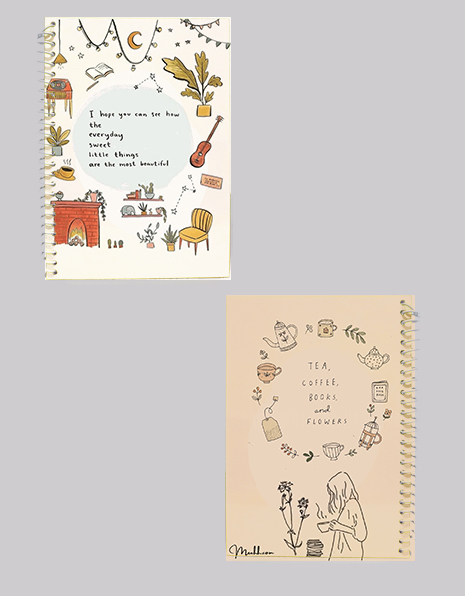 I hope you can see how
the
everyday
sweet
little things
are the most beautiful
TEA,
COFFEE,
BOOKS,
and
FLOWERS